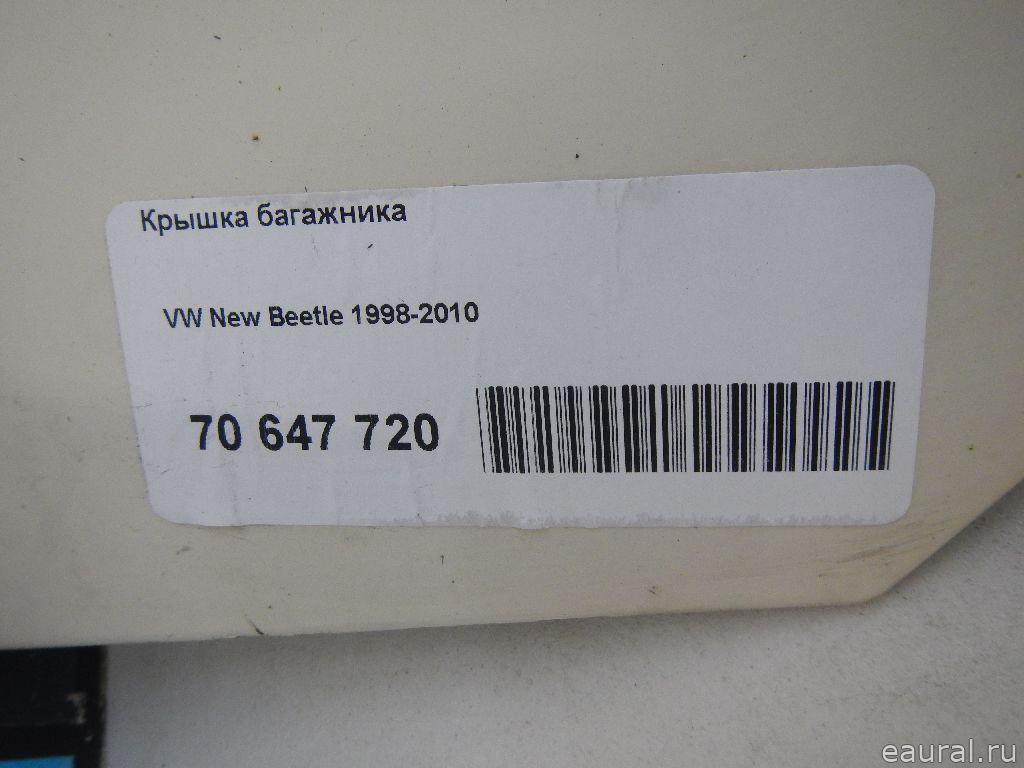 Крышка багажника
VW New Beetle 1998-2010
70 647 720
eaural.ru